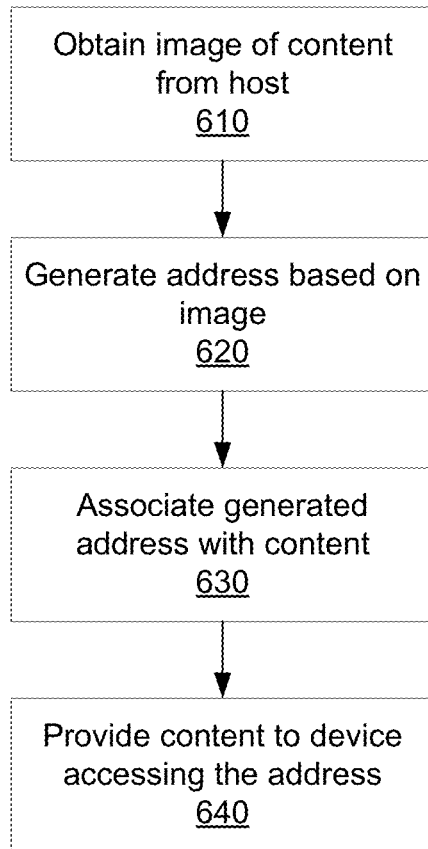 Obtain image of content
from host
610
Generate address based on
image
620
Associate generated
address with content
630
Provide content to device
accessing the address
640